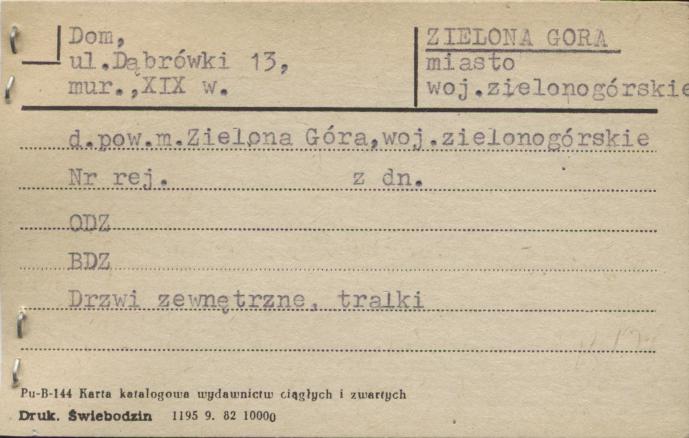 Dom,
ul.Dąbrówki 13,
mur.,XIX w.
ZIELONA GORA
miasto
woj.zielonogórskie
d.pow.m.Zielona Góra,woj.zielonogórskie
Nr rej. z dn.
ODZ
BDZ
Drzwi zewnętrzne, tralki
Pu-B-144 Karta katalogowa wydawnictw ciągłych i zwartych
Druk. Świebodzin 1195 9. 82 10000